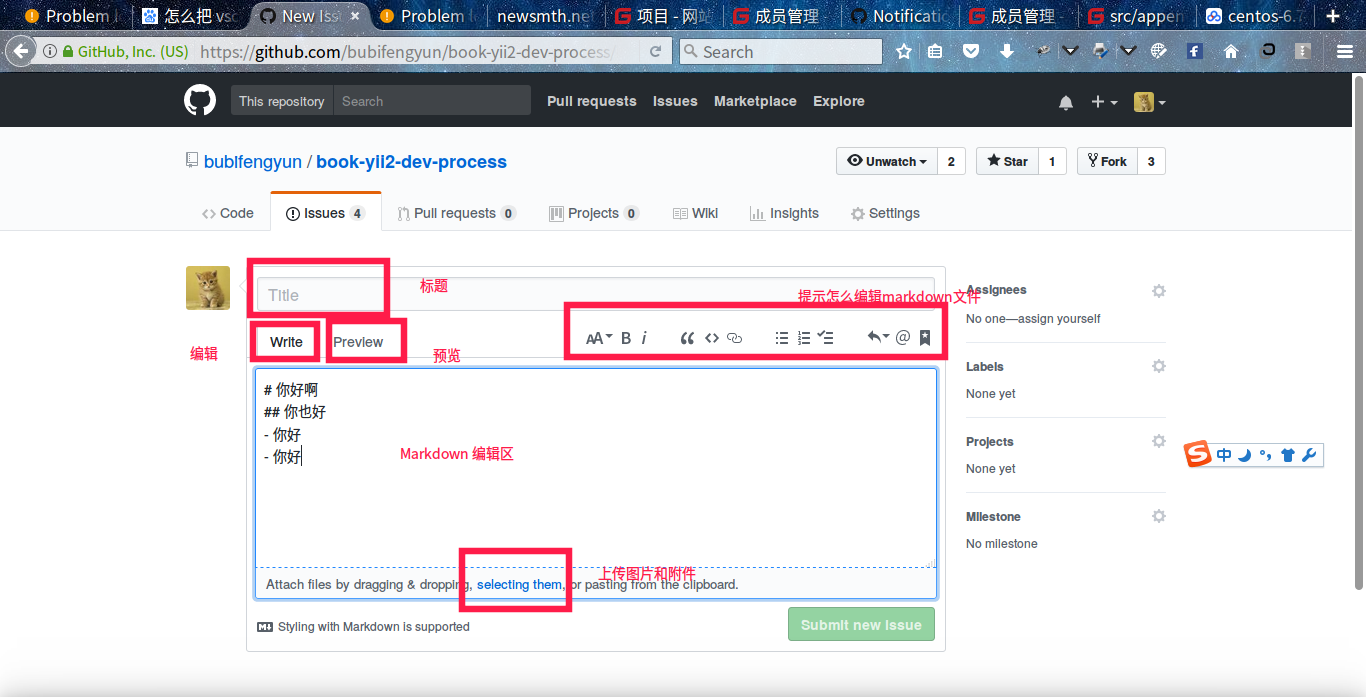 Problem lo
怎么把 vsc
New Issu
Problem lo
newsmth.net
项目 - 网站
成员管理
Notificatio
成员管理 -
src/appen
centos-6.7
GitHub, Inc. (US) https://github.com/bubifengyun/book-yii2-dev-process/
Search
This repository Search Pull requests Issues Marketplace Explore
bubifengyun / book-yii2-dev-process
Unwatch 2 Star 1 Fork 3
Code Issues 4 Pull requests 0 Projects 0 Wiki Insights Settings
Title
标题
提示怎么编辑markdown文件
Assignees
No one—assign yourself
编辑
Write Preview
预览
AA B i
# 你好啊
## 你也好
- 你好
- 你好
Markdown 编辑区
Labels
None yet
Projects
None yet
中
Milestone
No milestone
上传图片和附件
Attach files by dragging & dropping, selecting them, or pasting from the clipboard.
Styling with Markdown is supported
Submit new issue